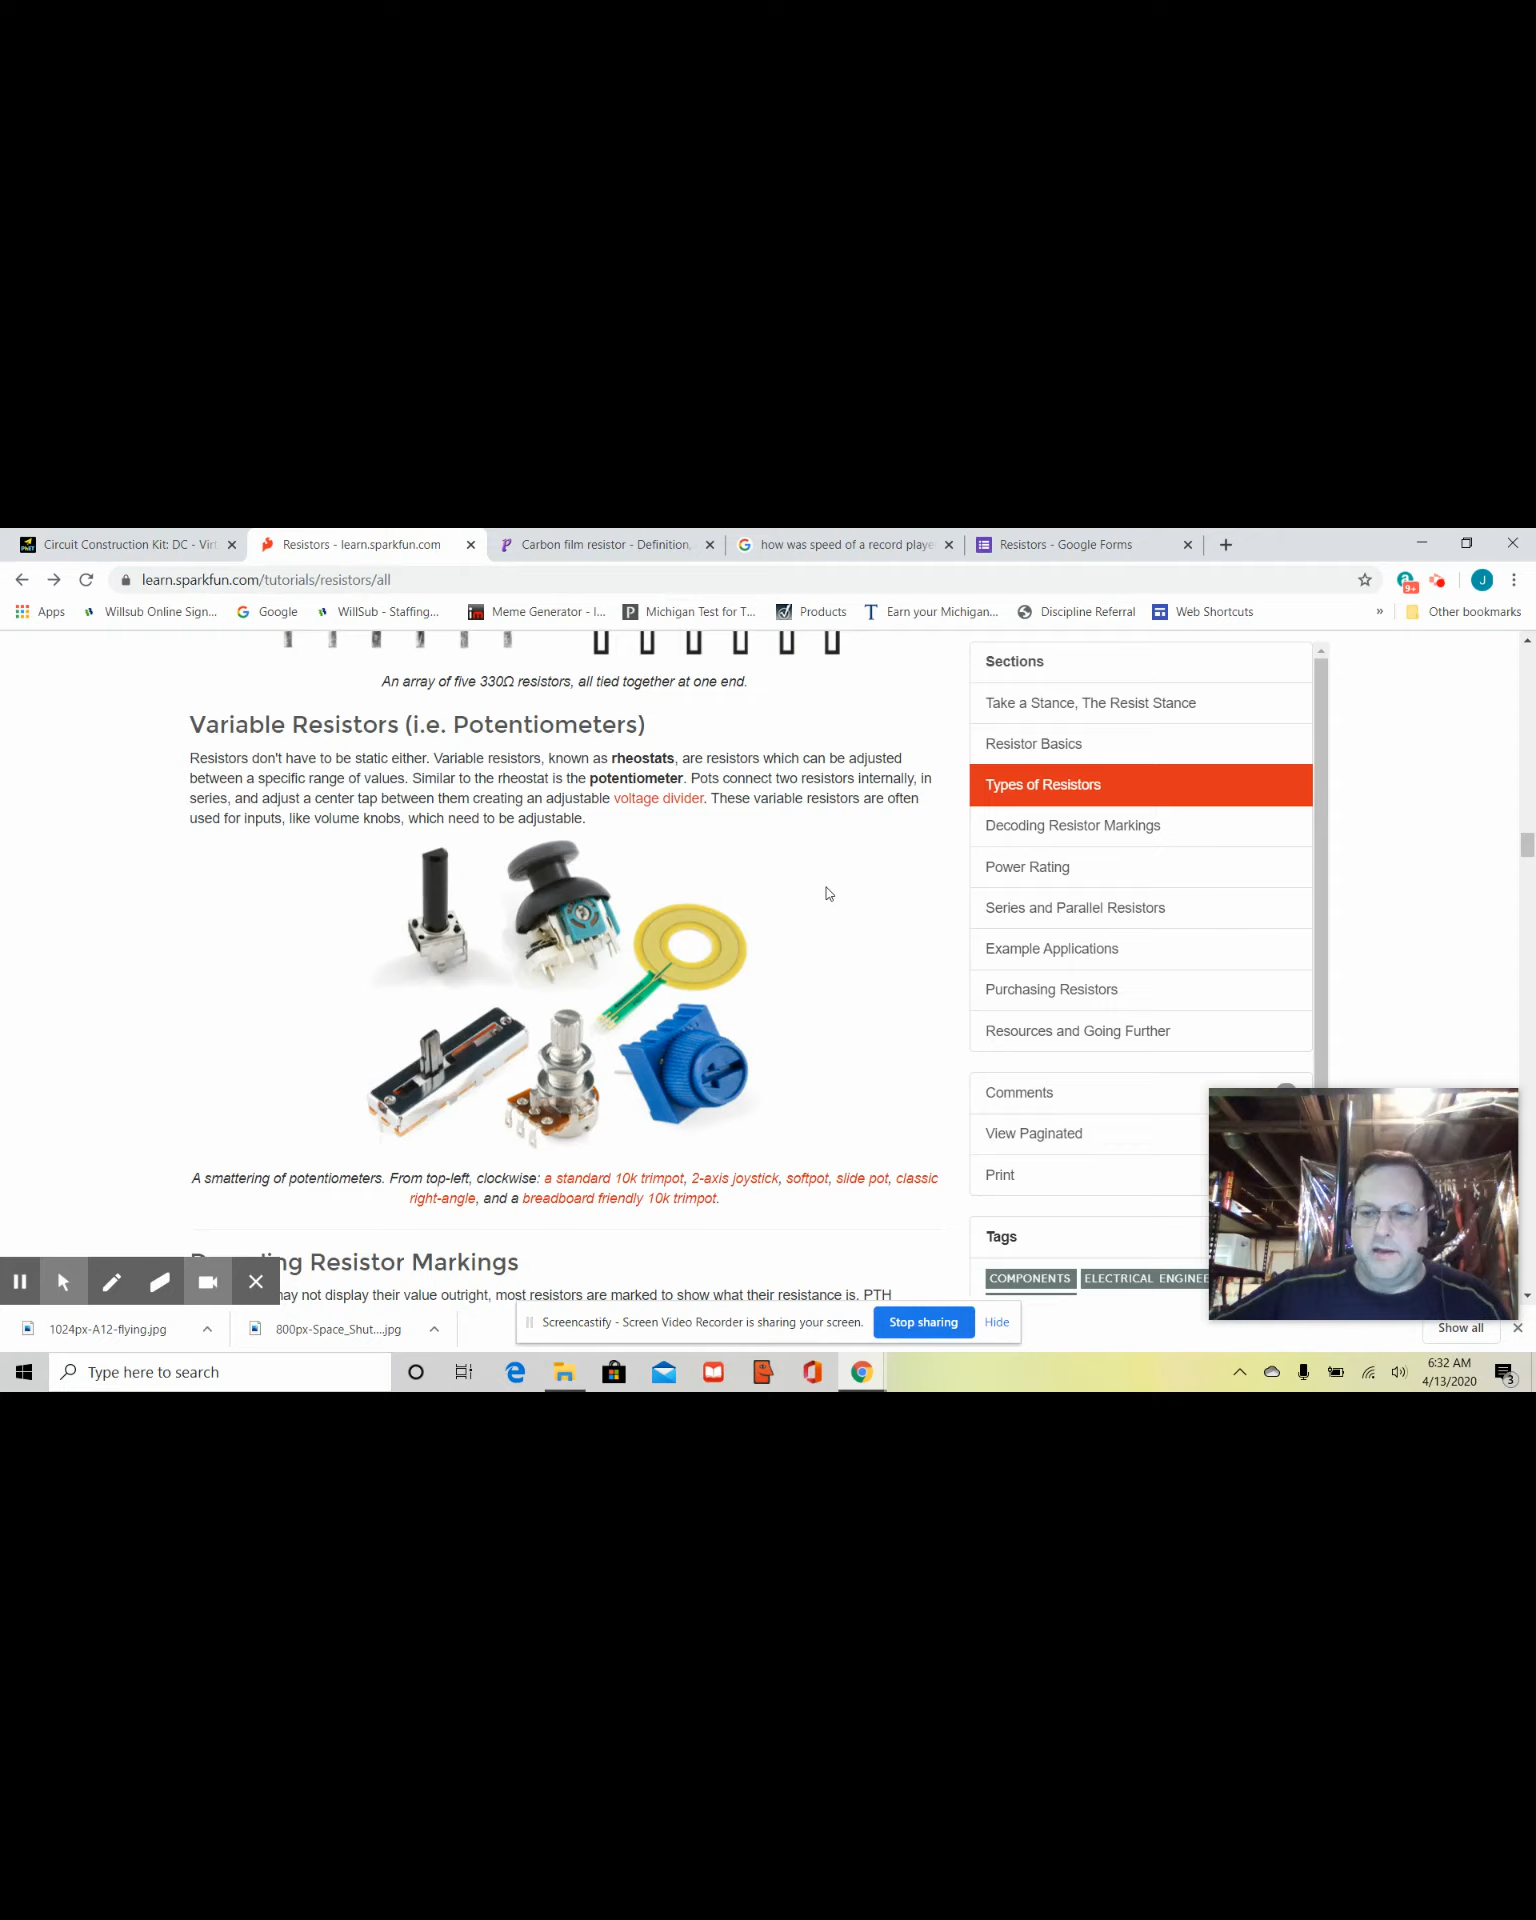 Circuit Construction Kit: DC - Virt
Resistors - learn.sparkfun.com
Carbon film resistor - Definition,
how was speed of a record playe
Resistors - Google Forms
learn.sparkfun.com/tutorials/resistors/all
J
9+
Apps
Willsub Online Sign...
Google
WillSub - Staffing...
Meme Generator - I...
Michigan Test for T...
Products
Earn your Michigan...
Discipline Referral
Web Shortcuts
»
Other bookmarks
An array of five 330Ω resistors, all tied together at one end.
Variable Resistors (i.e. Potentiometers)
Resistors don't have to be static either. Variable resistors, known as rheostats, are resistors which can be adjusted
between a specific range of values. Similar to the rheostat is the potentiometer. Pots connect two resistors internally, in
series, and adjust a center tap between them creating an adjustable voltage divider. These variable resistors are often
used for inputs, like volume knobs, which need to be adjustable.
A smattering of potentiometers. From top-left, clockwise: a standard 10k trimpot, 2-axis joystick, softpot, slide pot, classic
right-angle, and a breadboard friendly 10k trimpot.
ng Resistor Markings
may not display their value outright, most resistors are marked to show what their resistance is. PTH
Sections
Take a Stance, The Resist Stance
Resistor Basics
Types of Resistors
Decoding Resistor Markings
Power Rating
Series and Parallel Resistors
Example Applications
Purchasing Resistors
Resources and Going Further
Comments
View Paginated
Print
Tags
COMPONENTS
ELECTRICAL ENGINEE
Screencastify - Screen Video Recorder is sharing your screen.
Stop sharing
Hide
1024px-A12-flying.jpg
800px-Space_Shut....jpg
Show all
Type here to search
6:32 AM
4/13/2020
3